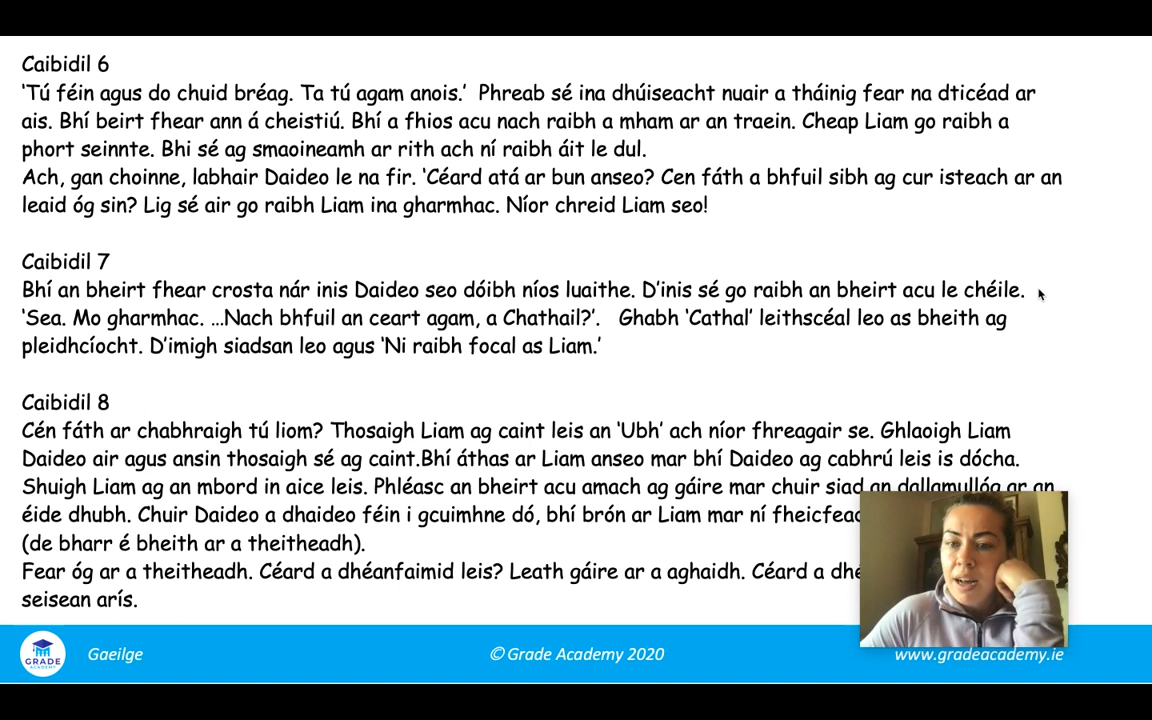 Caibidil 6
‘Tú féin agus do chuid bréag. Ta tú agam anois.’ Phreab sé ina dhúiseacht nuair a tháinig fear na dticéad ar
ais. Bhí beirt fhear ann á cheistiú. Bhí a fhios acu nach raibh a mham ar an traein. Cheap Liam go raibh a
phort seinnte. Bhi sé ag smaoineamh ar rith ach ní raibh áit le dul.
Ach, gan choinne, labhair Daideo le na fir. ‘Céard atá ar bun anseo? Cen fáth a bhfuil sibh ag cur isteach ar an
leaid óg sin? Lig sé air go raibh Liam ina gharmhac. Níor chreid Liam seo!
Caibidil 7
Bhí an bheirt fhear crosta nár inis Daideo seo dóibh níos luaithe. D’inis sé go raibh an bheirt acu le chéile.
‘Sea. Mo gharmhac. …Nach bhfuil an ceart agam, a Chathail?’. Ghabh ‘Cathal’ leithscéal leo as bheith ag
pleidhcíocht. D’imigh siadsan leo agus ‘Ni raibh focal as Liam.’
Caibidil 8
Cén fáth ar chabhraigh tú liom? Thosaigh Liam ag caint leis an ‘Ubh’ ach níor fhreagair se. Ghlaoigh Liam
Daideo air agus ansin thosaigh sé ag caint.Bhí áthas ar Liam anseo mar bhí Daideo ag cabhrú leis is dócha.
Shuigh Liam ag an mbord in aice leis. Phléasc an bheirt acu amach ag gáire mar chuir siad an dallamullóg ar an
éide dhubh. Chuir Daideo a dhaideo féin i gcuimhne dó, bhí brón ar Liam mar ní
(de bharr é bheith ar a theitheadh).
Fear óg ar a theitheadh. Céard a dhéanfaimid leis? Leath gáire ar a aghaidh. Céard a
seisean arís.
GRADE
ACADEMY
Gaeilge
© Grade Academy 2020
www.gradeacademy.ie